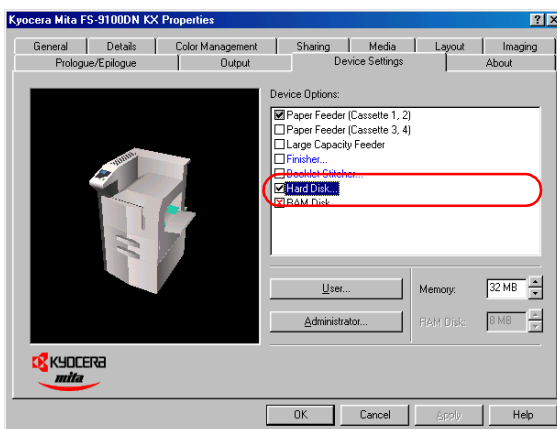 Kyocera Mita FS-9100DN KX Properties
General Details Color Management Sharing Media Layout Imaging
Prologue/Epilogue Output Device Settings About
Device Options:
Paper Feeder (Cassette 1, 2)
Paper Feeder (Cassette 3, 4)
Large Capacity Feeder
Finisher...
Booklet Stitcher...
Hard Disk...
RAM Disk
User... Memory: 32 MB
Administrator... RAM Disk: 8 MB
KYOCERA
mita
OK Cancel Apply Help